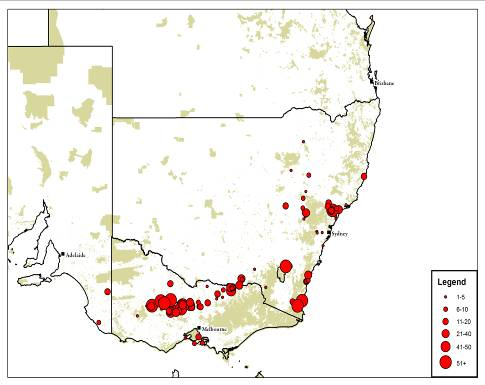 Brisbane
Sydney
Adelaide
Melbourne
Legend
1-5
6-10
11-20
21-40
41-50
51+